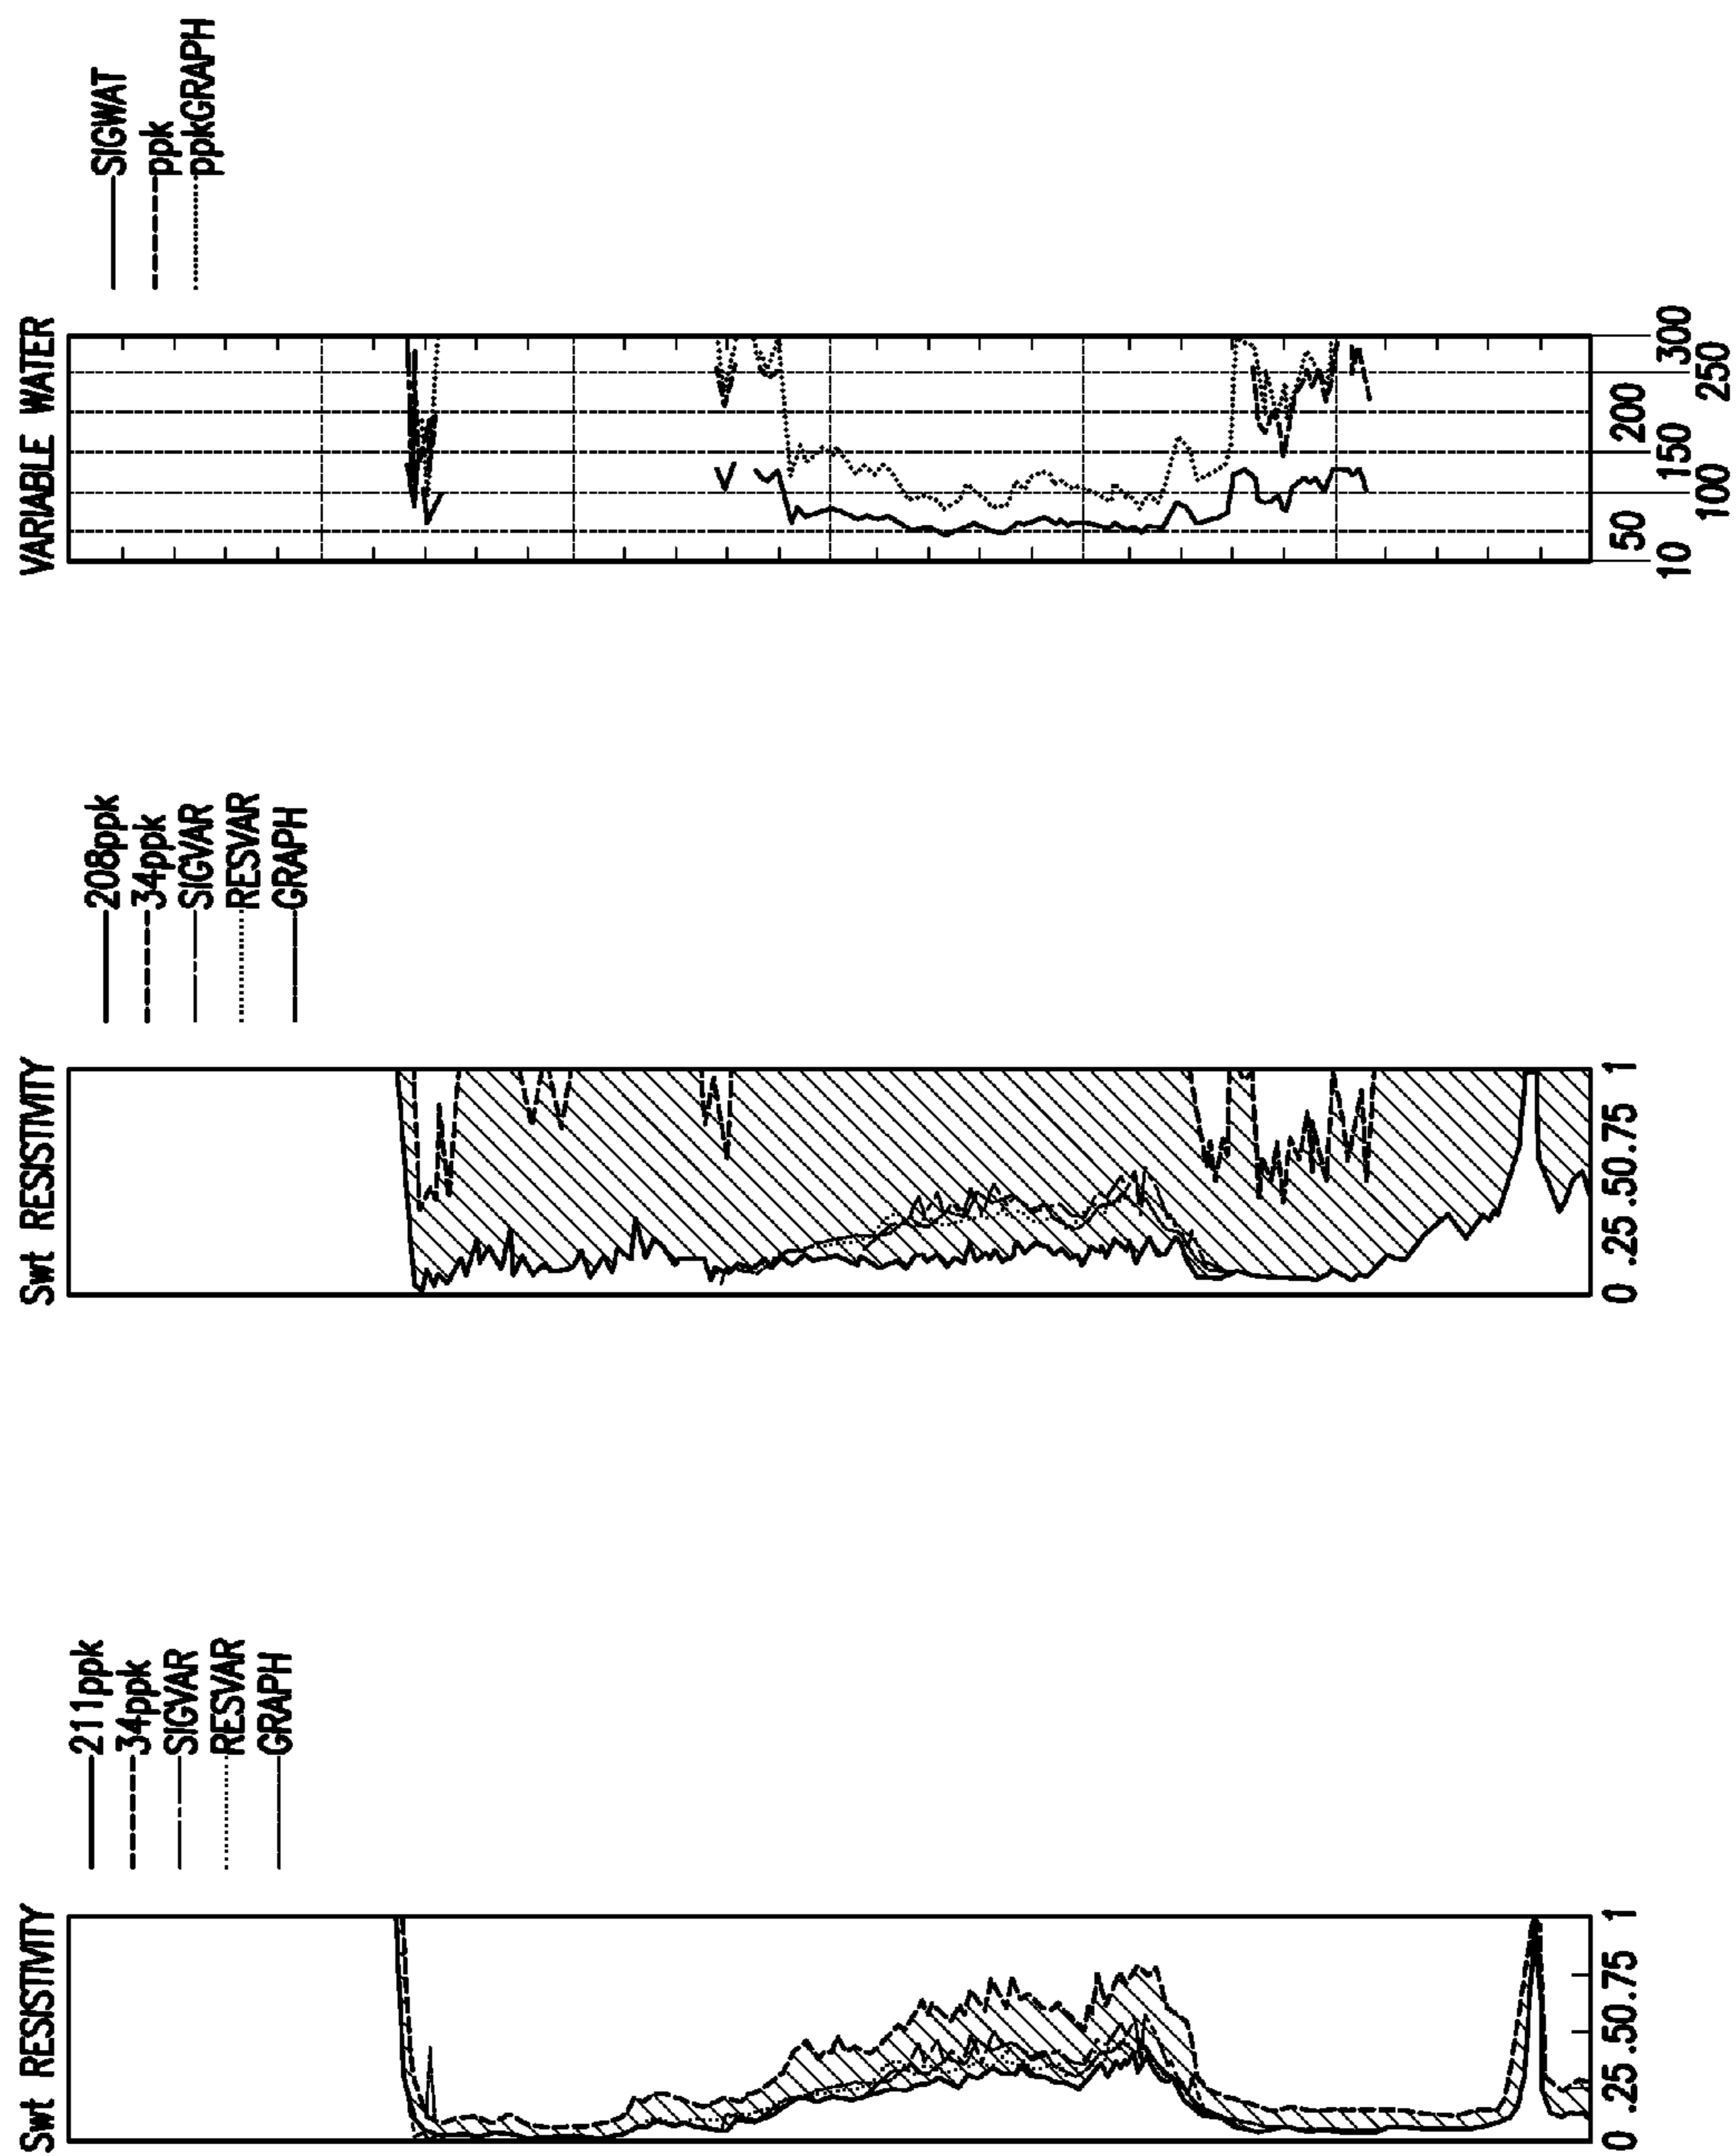 Swt RESISTIVITY
211ppk
34ppk
SIGVAR
RESVAR
GRAPH
0 .25 .50 .75 1
Swt RESISTIVITY
208ppk
34ppk
SIGVAR
RESVAR
GRAPH
0 .25 .50 .75 1
VARIABLE WATER
SIGWAT
ppk
ppkGRAPH
50 200
10 150 300
100 250